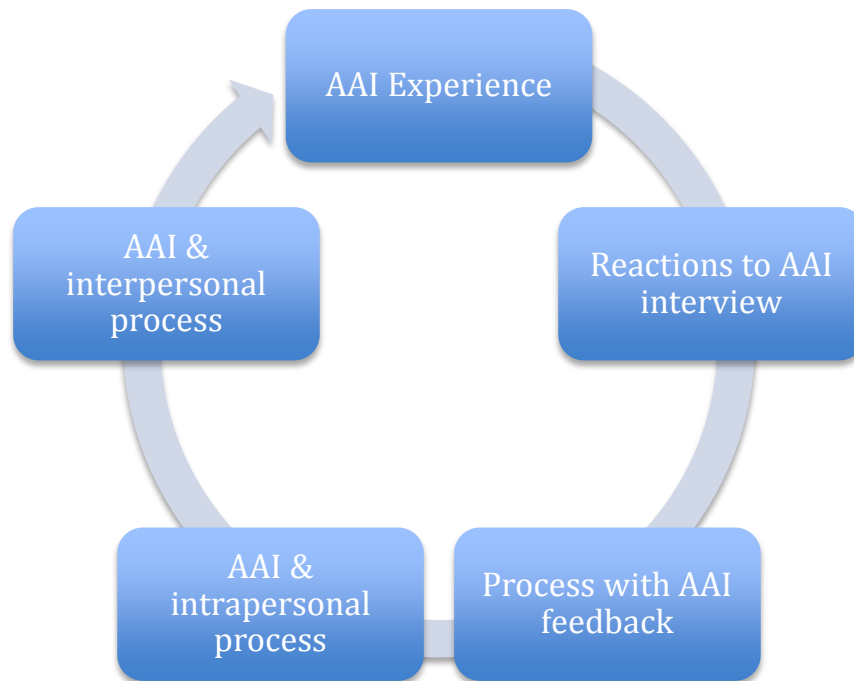 AAI Experience
Reactions to AAI
interview
Process with AAI
feedback
AAI &
intrapersonal
process
AAI &
interpersonal
process